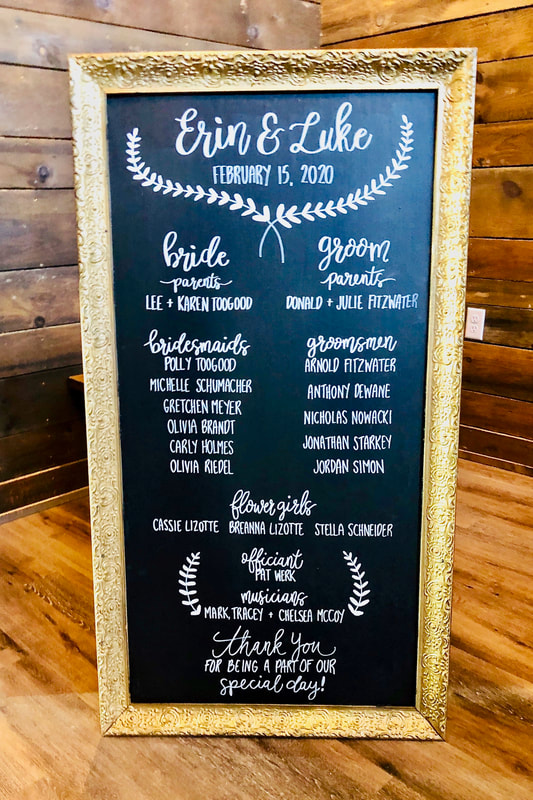 Erin & Luke
FEBRUARY 15, 2020
bride
parents
LEE + KAREN TOOGOOD
groom
parents
DONALD + JULIE FITZWATER
bridesmaids
POLLY TOOGOOD
MICHELLE SCHUMACHER
GRETCHEN MEYER
OLIVIA BRANDT
CARLY HOLMES
OLIVIA RIEDEL
groomsmen
ARNOLD FITZWATER
ANTHONY DEWANE
NICHOLAS NOWACKI
JONATHAN STARKEY
JORDAN SIMON
flower girls
CASSIE LIZOTTE BREANNA LIZOTTE STELLA SCHNEIDER
officiant
PAT WERK
musicians
MARK, TRACEY + CHELSEA MCCOY
thank You
FOR BEING A PART OF OUR
special day!